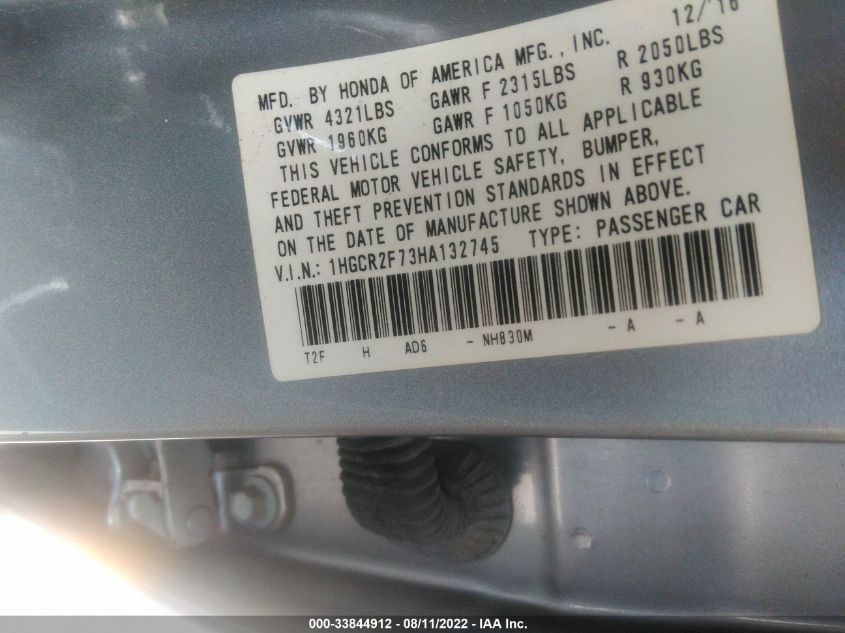 12/16
MFD. BY HONDA OF AMERICA MFG., INC.
GVWR 4321LBS GAWR F 2315LBS R 2050LBS
GVWR 1960KG GAWR F 1050KG R 930KG
THIS VEHICLE CONFORMS TO ALL APPLICABLE
FEDERAL MOTOR VEHICLE SAFETY, BUMPER,
AND THEFT PREVENTION STANDARDS IN EFFECT
ON THE DATE OF MANUFACTURE SHOWN ABOVE.
V.I.N.: 1HGCR2F73HA132745 TYPE: PASSENGER CAR
T2F H AD6 - NH830M - A - A
000-33844912 - 08/11/2022 - IAA Inc.